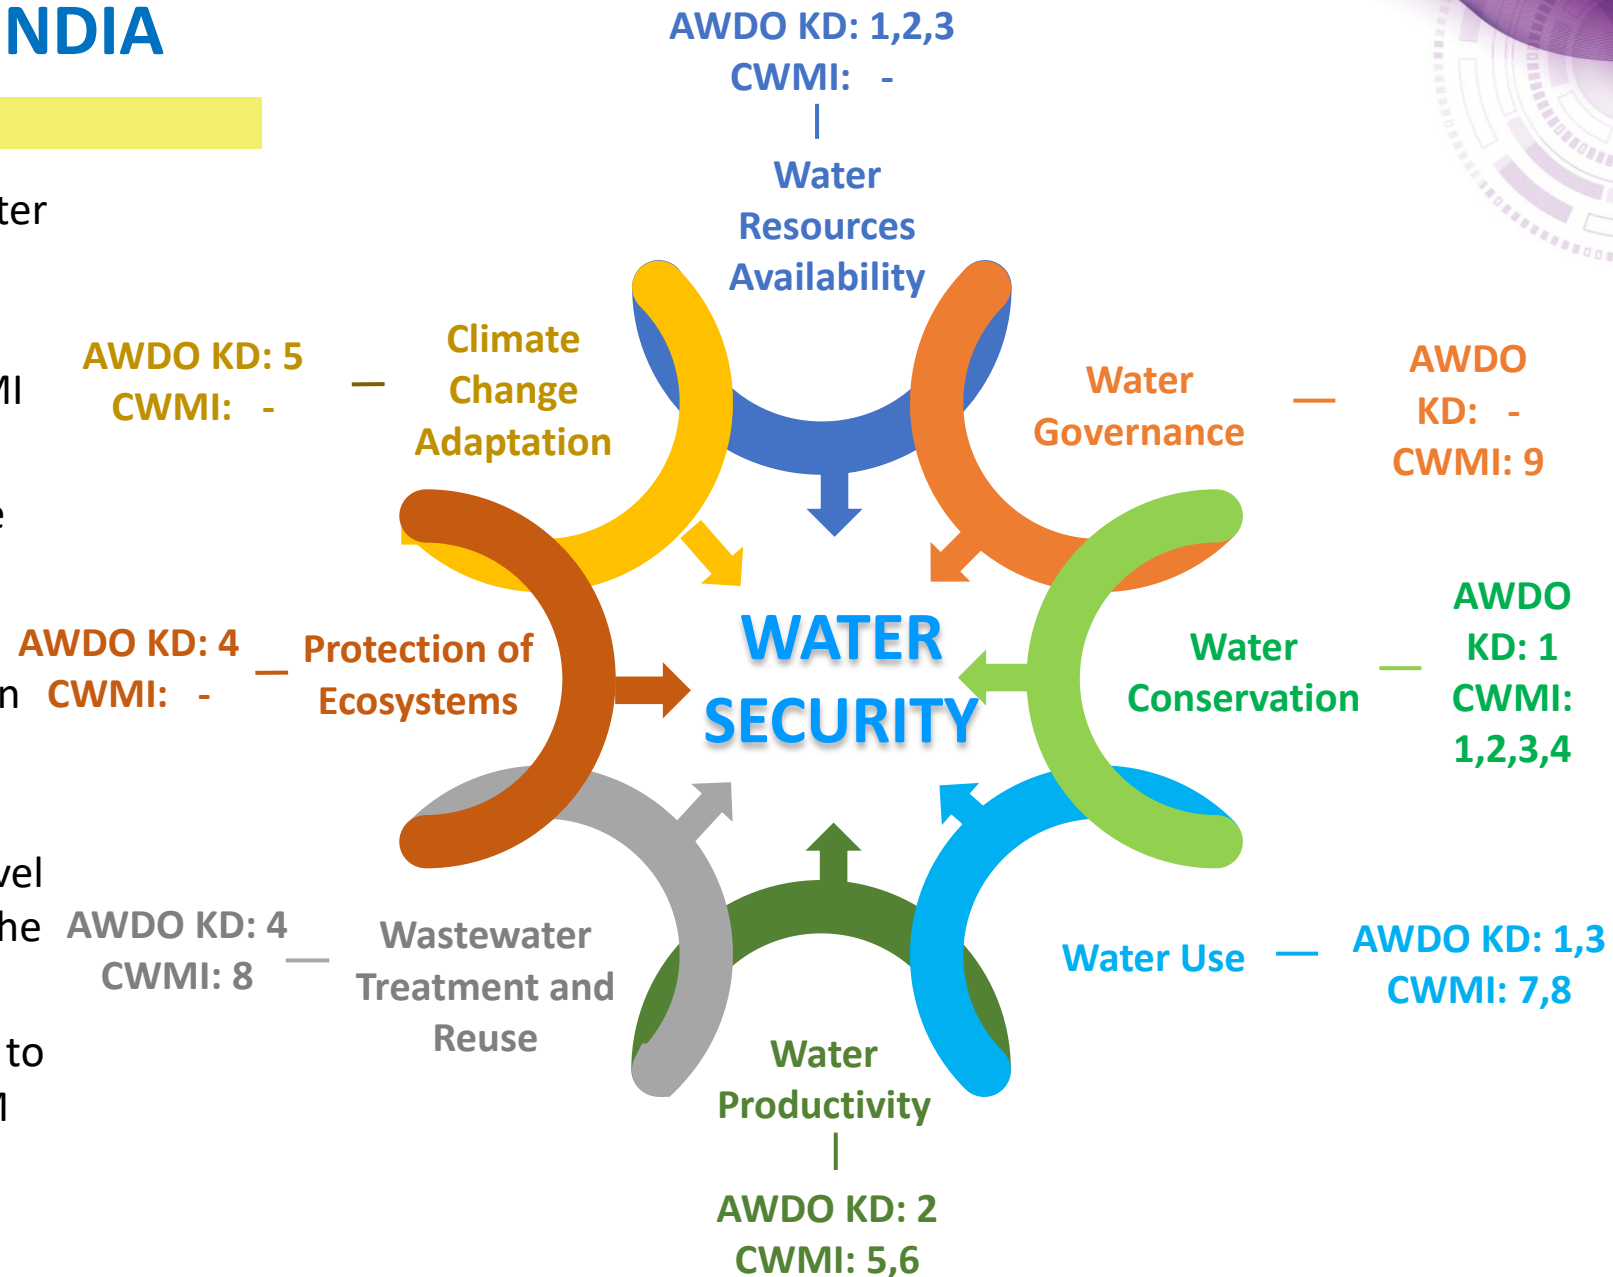 NDIA
ter
MI
e
n
vel
he
to
M
AWDO KD: 1,2,3
CWMI: -
Water
Resources
Availability
Water
Governance
AWDO
KD: -
CWMI: 9
Water
Conservation
AWDO
KD: 1
CWMI:
1,2,3,4
Water Use
AWDO KD: 1,3
CWMI: 7,8
Water
Productivity
AWDO KD: 2
CWMI: 5,6
Wastewater
Treatment and
Reuse
AWDO KD: 4
CWMI: 8
Protection of
Ecosystems
AWDO KD: 4
CWMI: -
Climate
Change
Adaptation
AWDO KD: 5
CWMI: -
WATER
SECURITY